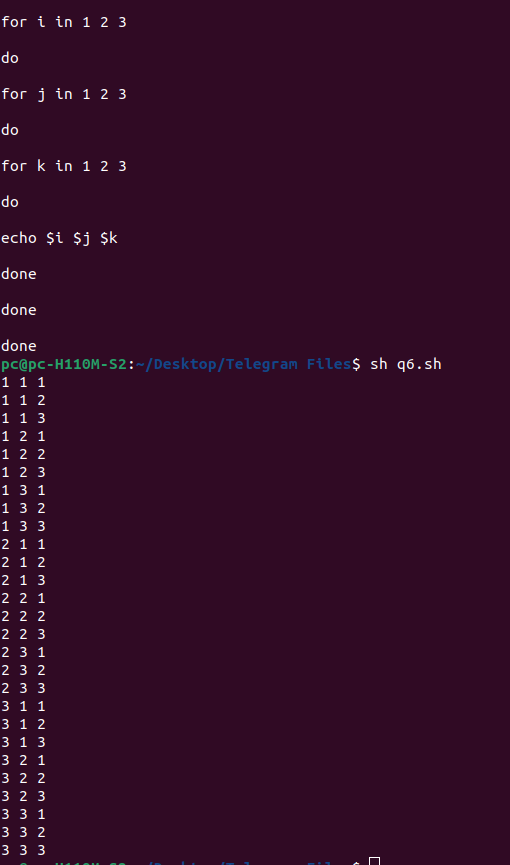 for i in 1 2 3
do
for j in 1 2 3
do
for k in 1 2 3
do
echo $i $j $k
done
done
done
pc@pc-H110M-S2:~/Desktop/Telegram Files$ sh q6.sh
1 1 1
1 1 2
1 1 3
1 2 1
1 2 2
1 2 3
1 3 1
1 3 2
1 3 3
2 1 1
2 1 2
2 1 3
2 2 1
2 2 2
2 2 3
2 3 1
2 3 2
2 3 3
3 1 1
3 1 2
3 1 3
3 2 1
3 2 2
3 2 3
3 3 1
3 3 2
3 3 3